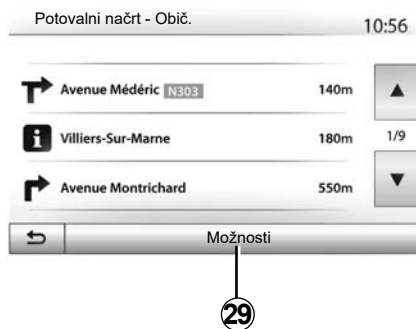 Potovalni načrt - Obič. 10:56
Avenue Médéric N303 140m
i Villiers-Sur-Marne 180m 1/9
Avenue Montrichard 550m
Možnosti
29